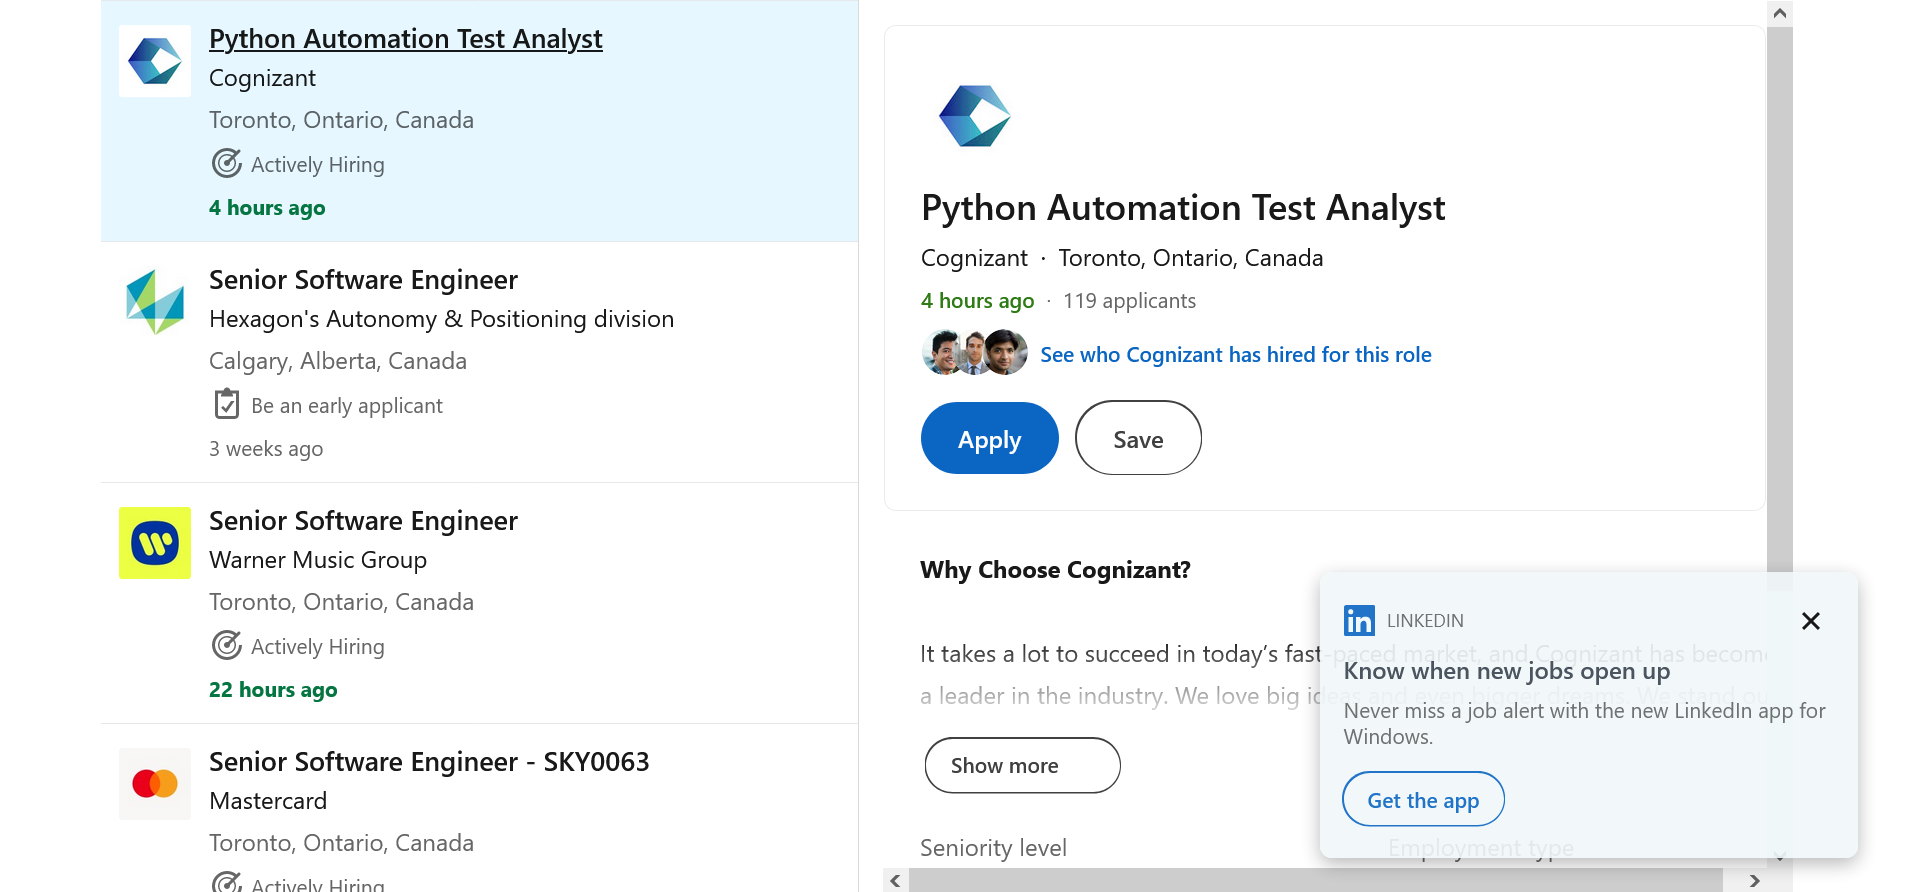 Python Automation Test Analyst
Cognizant
Toronto, Ontario, Canada
Actively Hiring
4 hours ago
Senior Software Engineer
Hexagon's Autonomy & Positioning division
Calgary, Alberta, Canada
Be an early applicant
3 weeks ago
Senior Software Engineer
Warner Music Group
Toronto, Ontario, Canada
Actively Hiring
22 hours ago
Senior Software Engineer - SKY0063
Mastercard
Toronto, Ontario, Canada
Actively Hiring
Python Automation Test Analyst
Cognizant · Toronto, Ontario, Canada
4 hours ago · 119 applicants
See who Cognizant has hired for this role
Apply
Save
Why Choose Cognizant?
It takes a lot to succeed in today’s fast-paced market, and Cognizant has become
a leader in the industry. We love big ideas and even bigger dreams. We stand
Show more
Seniority level
Employment type
in LINKEDIN
Know when new jobs open up
Never miss a job alert with the new LinkedIn app for
Windows.
Get the app